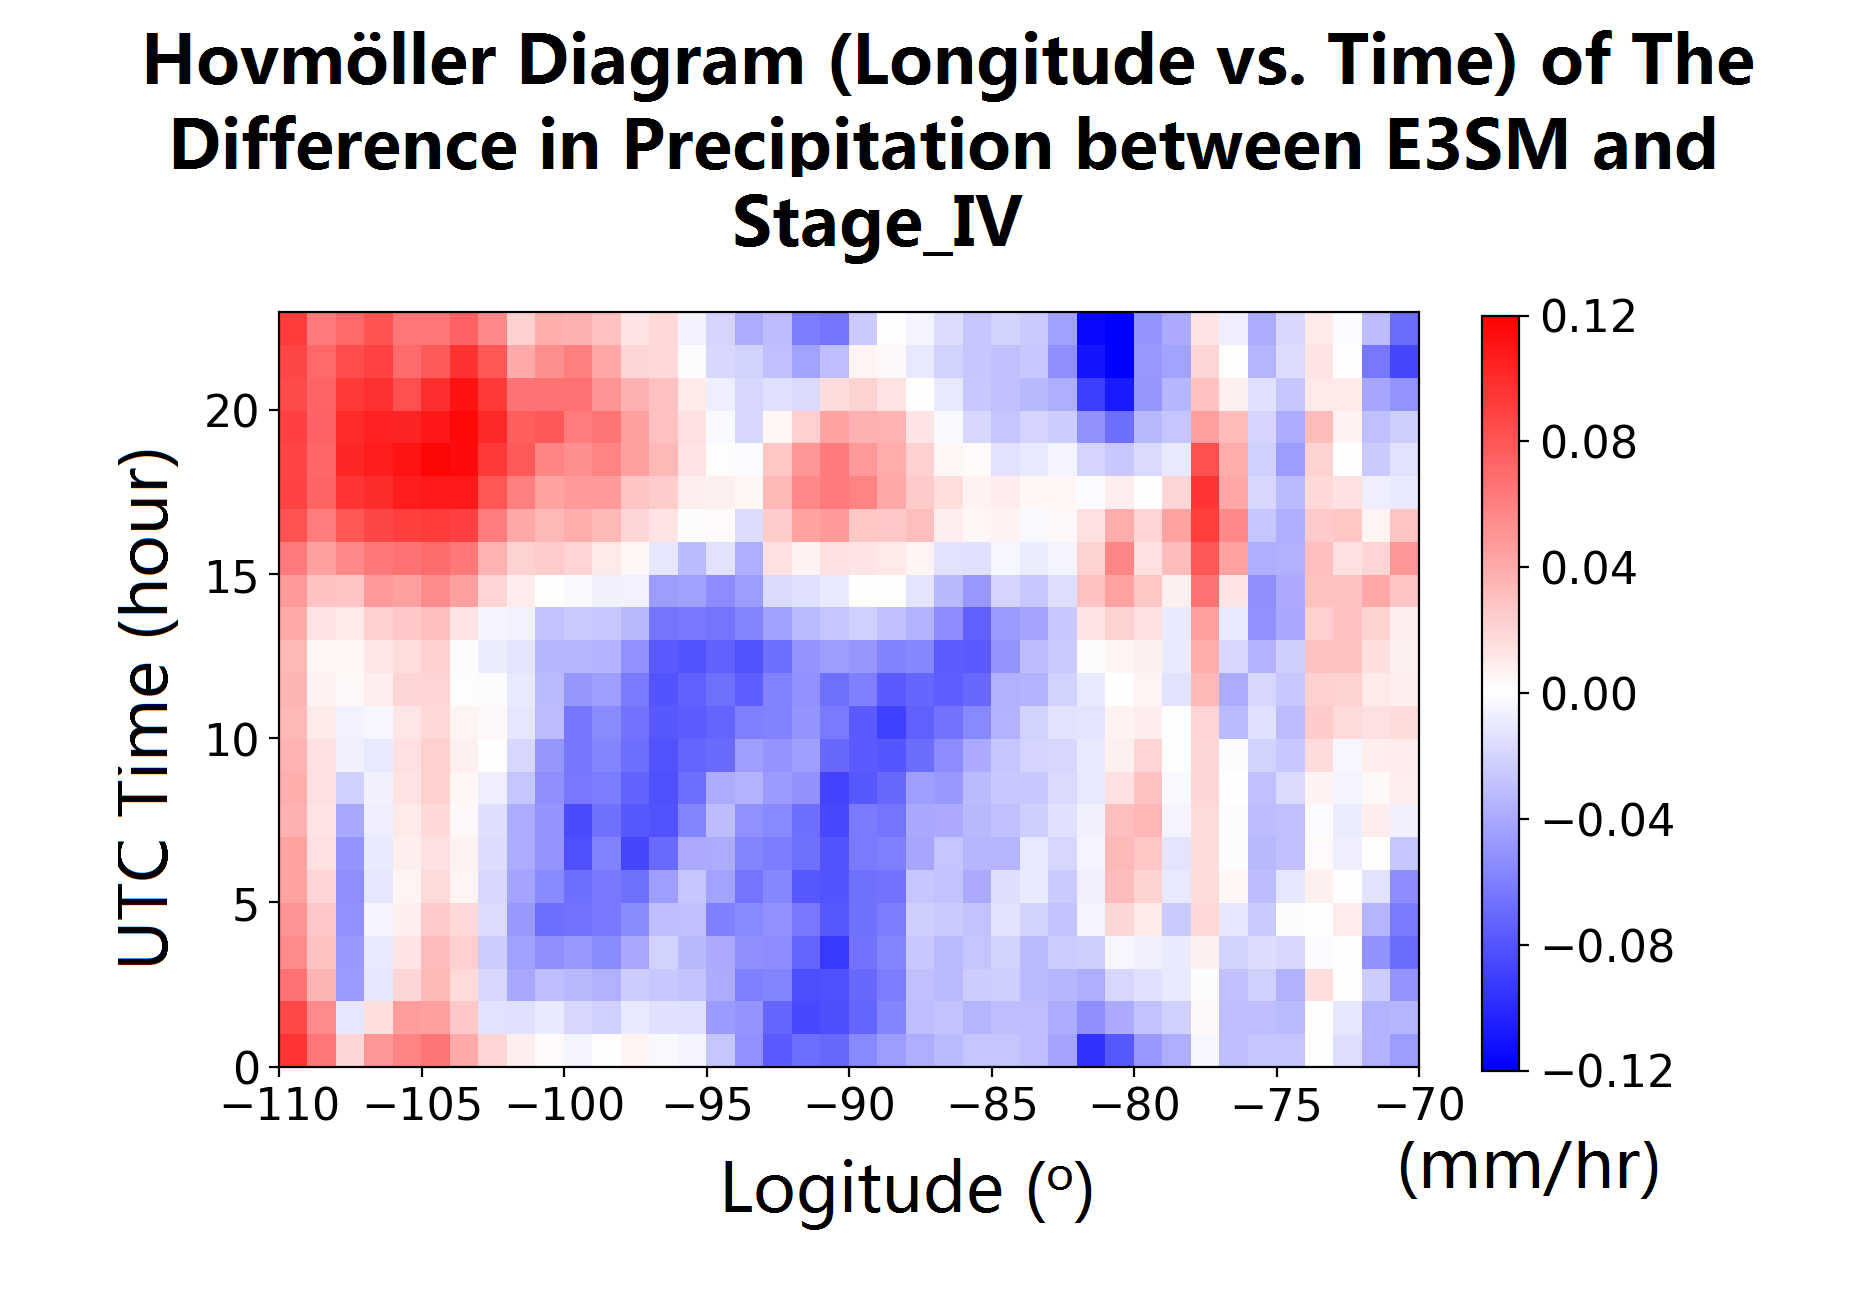 Hovmöller Diagram (Longitude vs. Time) of The
Difference in Precipitation between E3SM and
Stage_IV
UTC Time (hour)
20
15
10
5
0
−110 −105 −100 −95 −90 −85 −80 −75 −70
Logitude (º)
0.12
0.08
0.04
0.00
−0.04
−0.08
−0.12
(mm/hr)